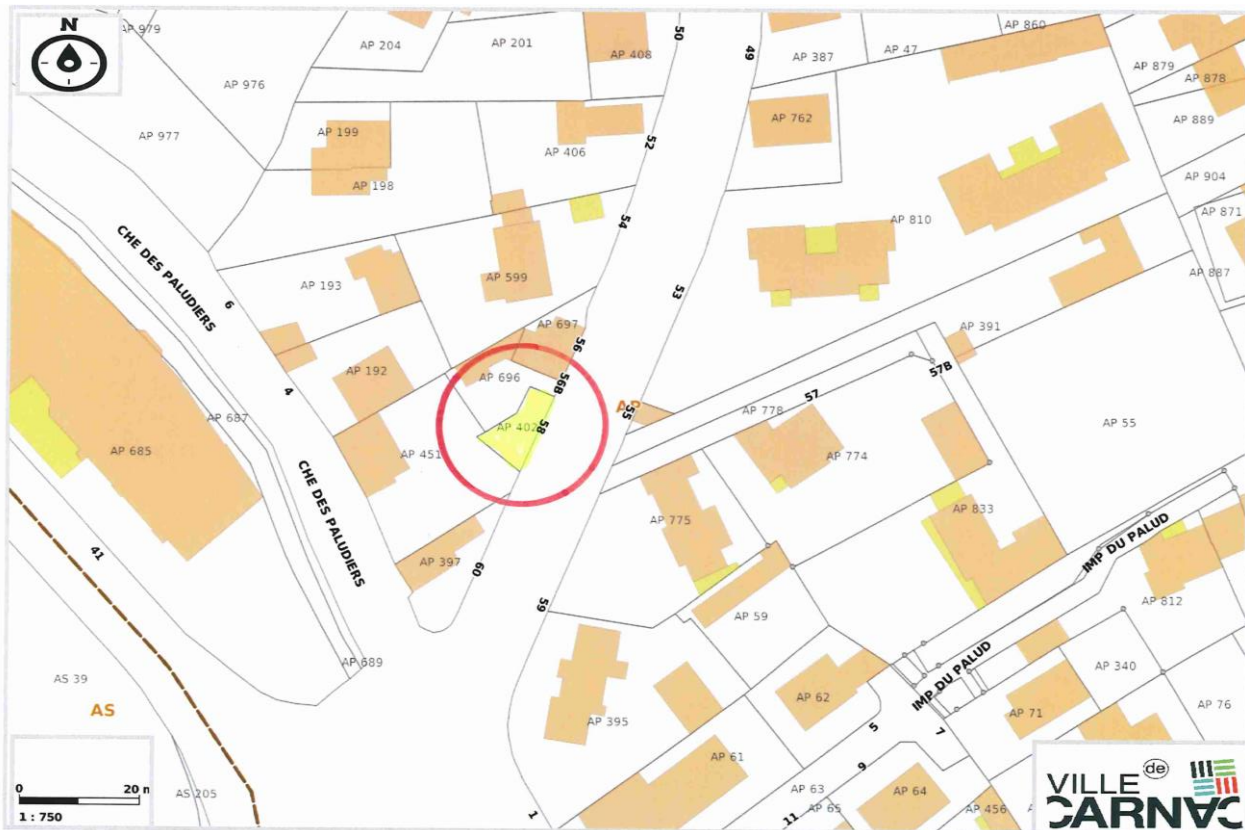 N
AP 979
AP 204
AP 201
AP 408
50
49
AP 387
AP 47
AP 860
AP 879
AP 878
AP 976
AP 889
AP 977
AP 199
AP 762
AP 406
52
AP 198
AP 904
AP 871
AP 810
54
CHE DES PALUDIERS
AP 887
AP 193
AP 599
6
53
AP 697
AP 391
56
AP 192
AP 696
57B
4
56B
57
AP
55
AP 778
AP 687
AP 402
58
AP 55
AP 685
AP 451
AP 774
CHE DES PALUDIERS
AP 775
AP 833
IMP DU PALUD
41
AP 397
60
59
AP 59
AP 812
AP 689
IMP DU PALUD
AP 340
AS 39
AP 62
AP 76
AS
AP 395
AP 71
5
7
AP 61
9
AS 205
AP 63
AP 64
AP 65
AP 456
11
1
0 20 m
1 : 750
VILLE de
CARNAC